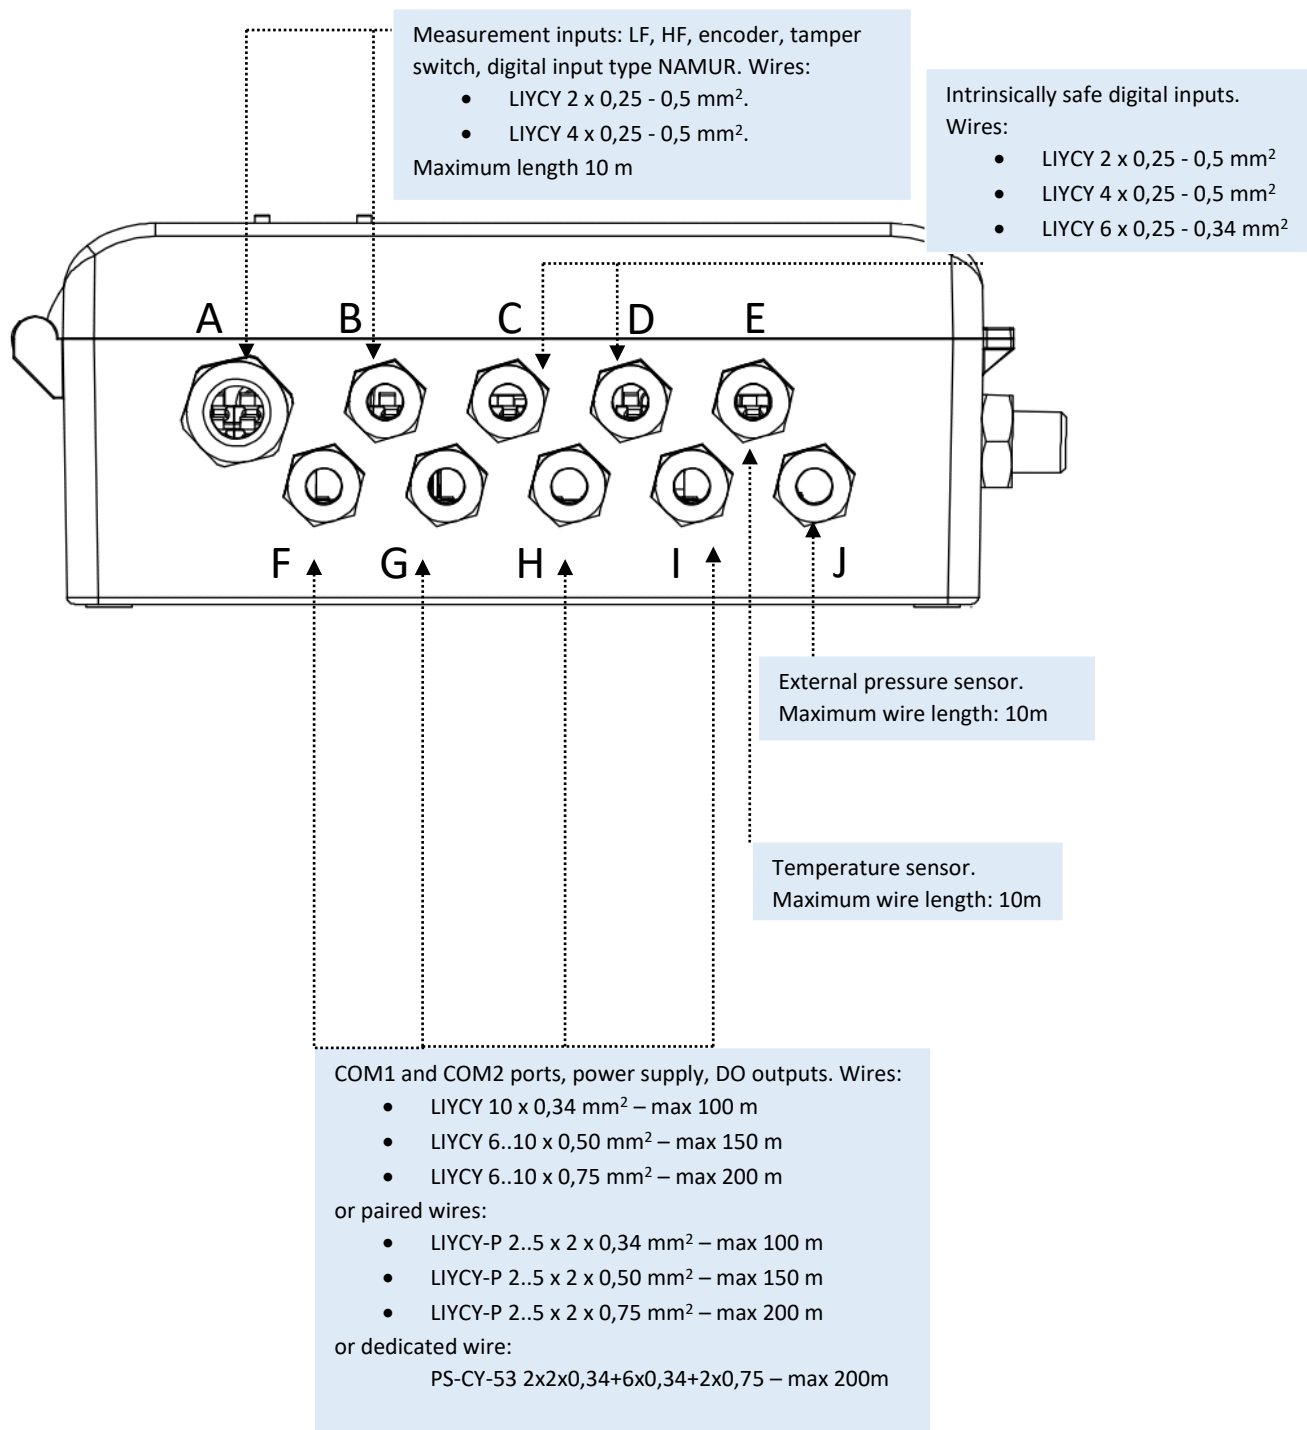 Measurement inputs: LF, HF, encoder, tamper
switch, digital input type NAMUR. Wires:
• LIYCY 2 x 0,25 - 0,5 mm².
• LIYCY 4 x 0,25 - 0,5 mm².
Maximum length 10 m
Intrinsically safe digital inputs.
Wires:
• LIYCY 2 x 0,25 - 0,5 mm²
• LIYCY 4 x 0,25 - 0,5 mm²
• LIYCY 6 x 0,25 - 0,34 mm²
A B C D E
F G H I J
External pressure sensor.
Maximum wire length: 10m
Temperature sensor.
Maximum wire length: 10m
COM1 and COM2 ports, power supply, DO outputs. Wires:
• LIYCY 10 x 0,34 mm² – max 100 m
• LIYCY 6..10 x 0,50 mm² – max 150 m
• LIYCY 6..10 x 0,75 mm² – max 200 m
or paired wires:
• LIYCY-P 2..5 x 2 x 0,34 mm² – max 100 m
• LIYCY-P 2..5 x 2 x 0,50 mm² – max 150 m
• LIYCY-P 2..5 x 2 x 0,75 mm² – max 200 m
or dedicated wire:
PS-CY-53 2x2x0,34+6x0,34+2x0,75 – max 200m